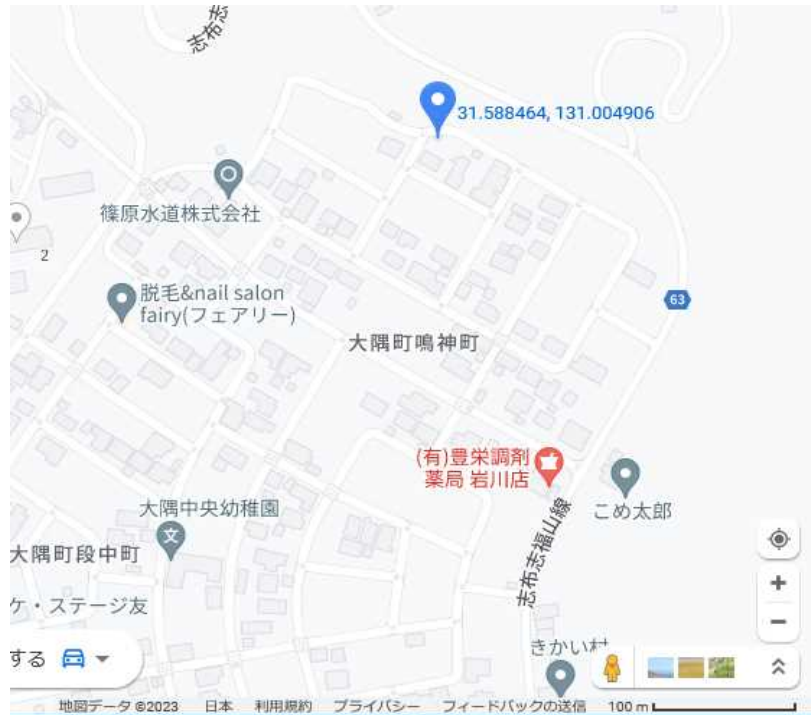 志布志
31.588464, 131.004906
篠原水道株式会社
2
脱毛&nail salon
fairy(フェアリー)
63
大隅町鳴神町
(有)豊栄調剤
薬局 岩川店
こめ太郎
大隅中央幼稚園
文
志布志福山線
大隅町段中町
ケ・ステージ友
きかい村
する
地図データ ©2023 日本 利用規約 プライバシー フィードバックの送信 100 m